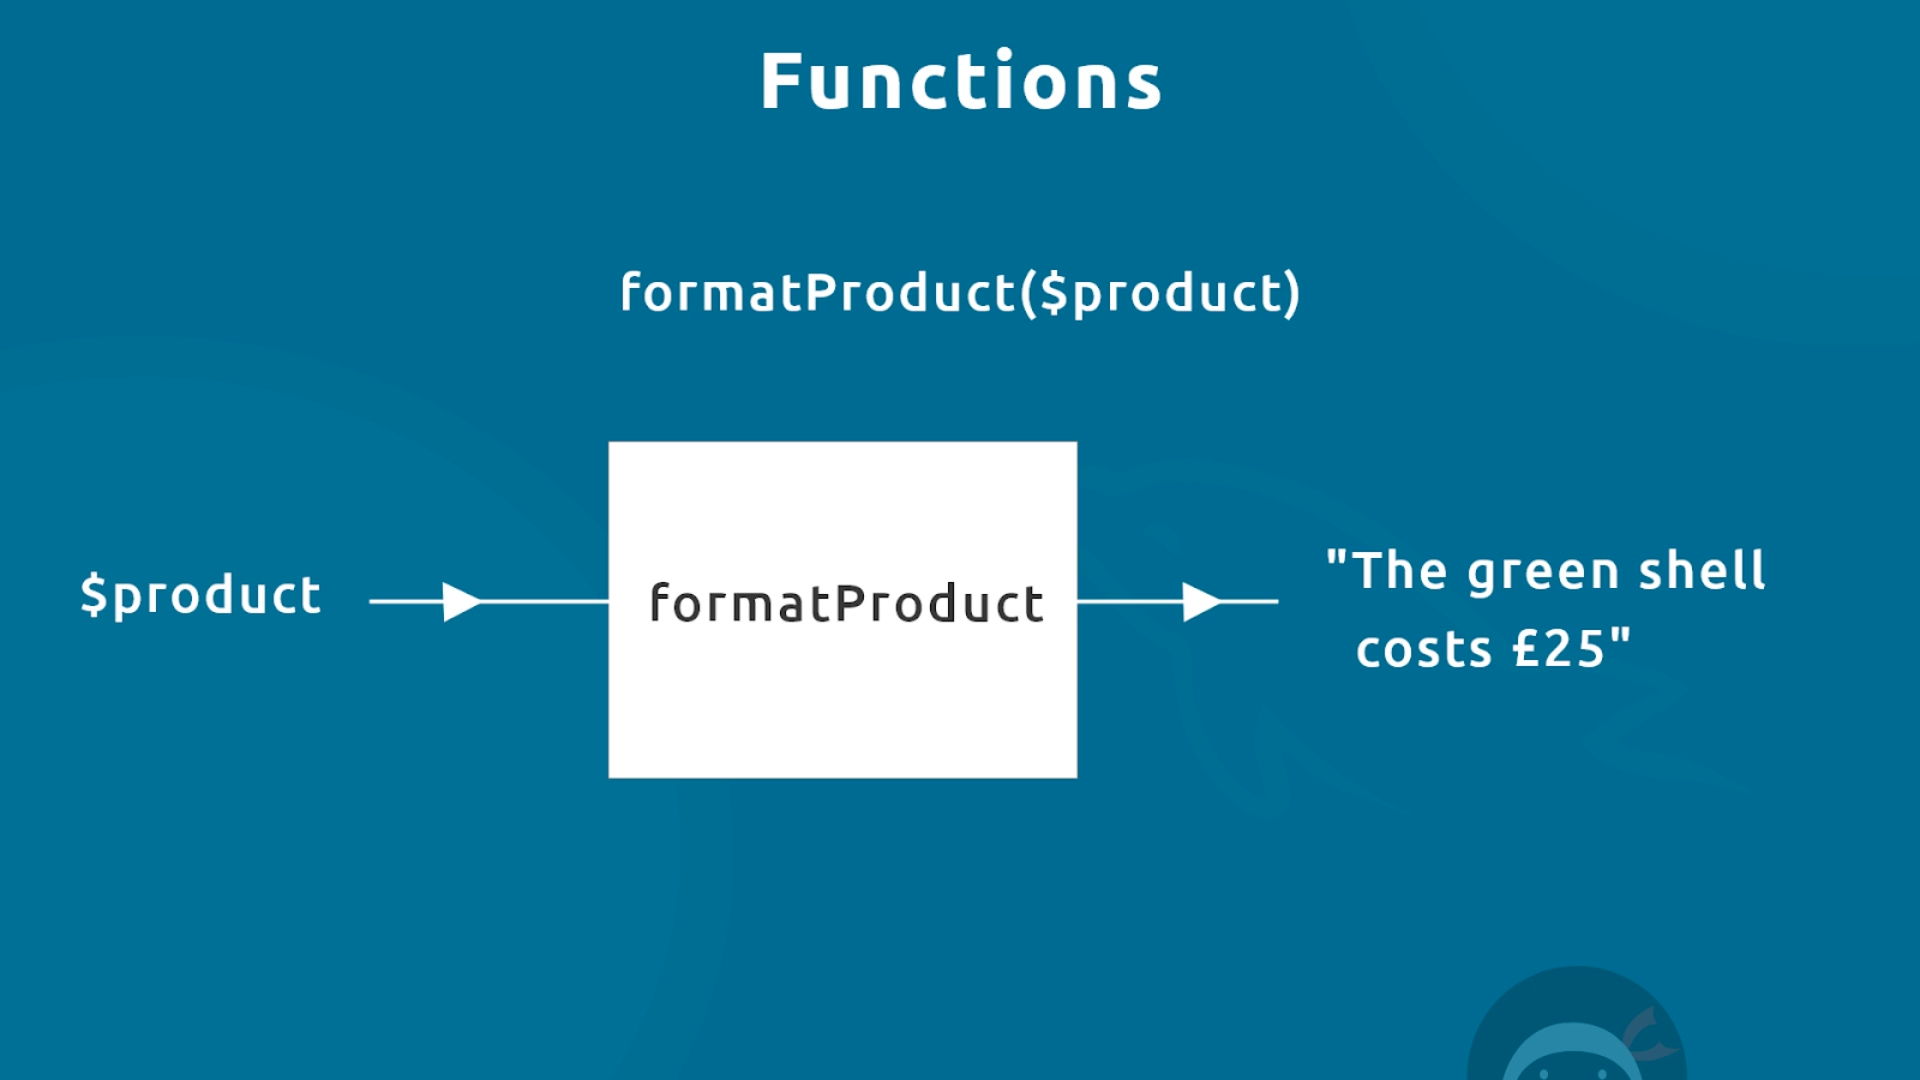 Functions
formatProduct($product)
$product
formatProduct
"The green shell
costs £25"